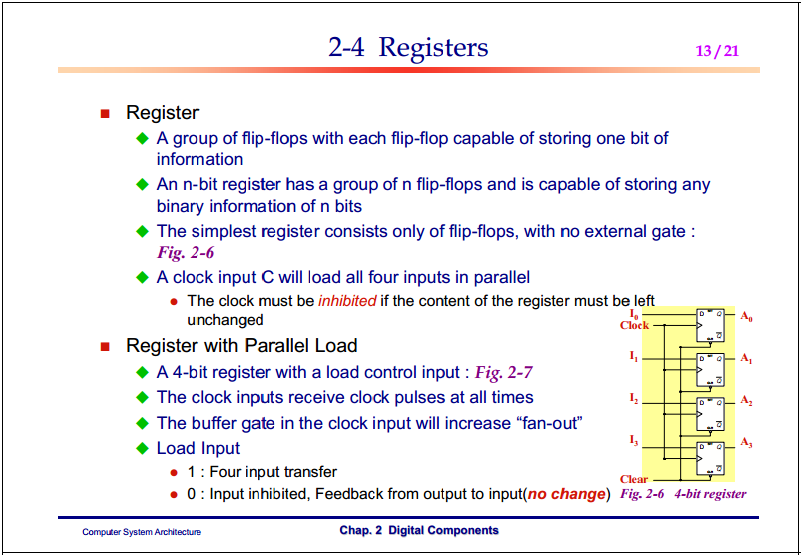 2-4 Registers
13 / 21
Register
A group of flip-flops with each flip-flop capable of storing one bit of
information
An n-bit register has a group of n flip-flops and is capable of storing any
binary information of n bits
The simplest register consists only of flip-flops, with no external gate :
Fig. 2-6
A clock input C will load all four inputs in parallel
The clock must be inhibited if the content of the register must be left
unchanged
Register with Parallel Load
A 4-bit register with a load control input : Fig. 2-7
The clock inputs receive clock pulses at all times
The buffer gate in the clock input will increase “fan-out”
Load Input
1 : Four input transfer
0 : Input inhibited, Feedback from output to input(no change)
I0 D Q A0
Clock
Q
I1 D Q A1
Q
I2 D Q A2
Q
I3 D Q A3
Q
Clear
Fig. 2-6 4-bit register
Computer System Architecture
Chap. 2 Digital Components